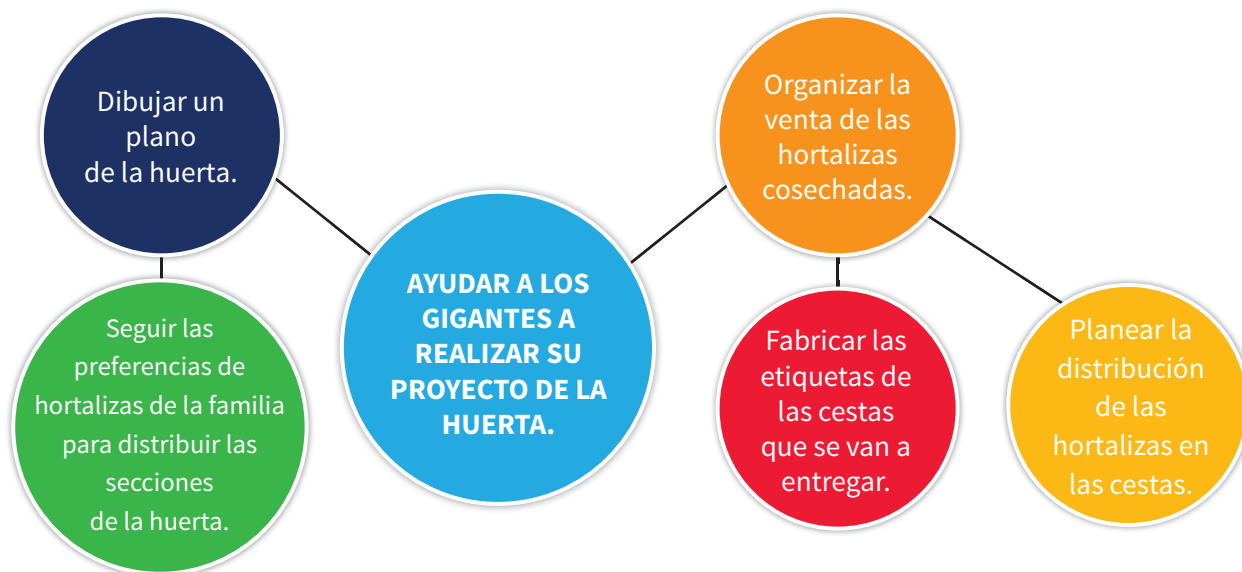 Dibujar un
plano
de la huerta.
Seguir las
preferencias de
hortalizas de la familia
para distribuir las
secciones
de la huerta.
AYUDAR A LOS
GIGANTES A
REALIZAR SU
PROYECTO DE LA
HUERTA.
Organizar la
venta de las
hortalizas
cosechadas.
Fabricar las
etiquetas de
las cestas
que se van a
entregar.
Planear la
distribución
de las
hortalizas en
las cestas.